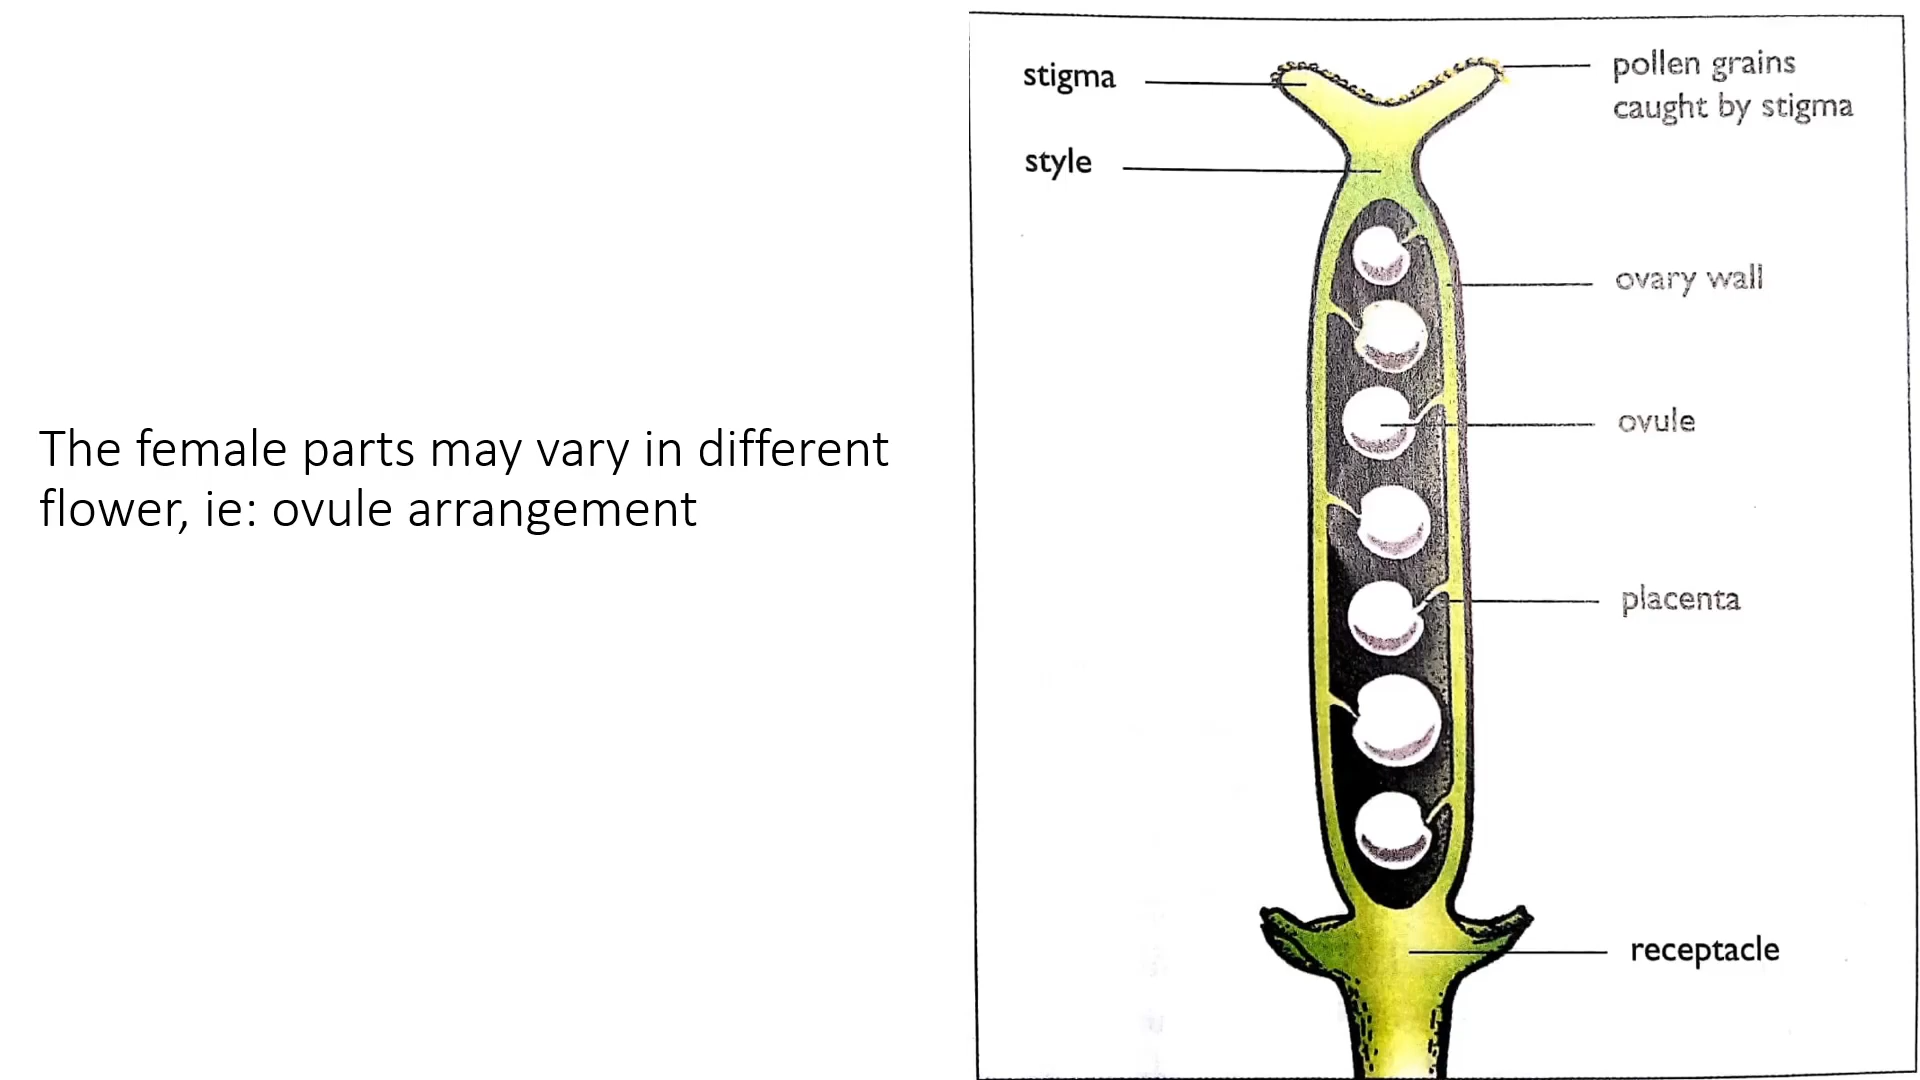 The female parts may vary in different
flower, ie: ovule arrangement
stigma
pollen grains
caught by stigma
style
ovary wall
ovule
placenta
receptacle